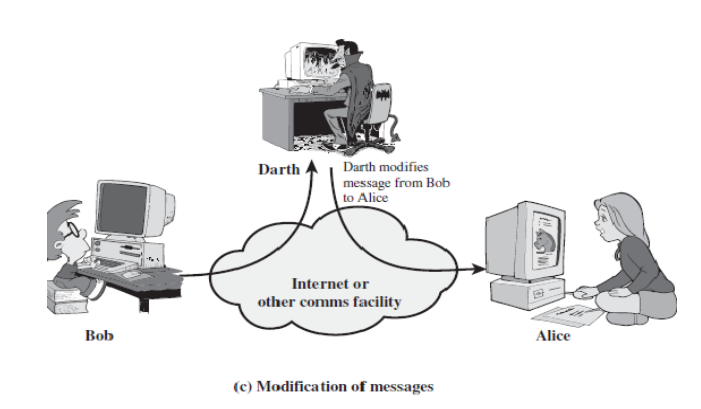 Darth
Darth modifies
message from Bob
to Alice
Internet or
other comms facility
Bob
Alice
(c) Modification of messages